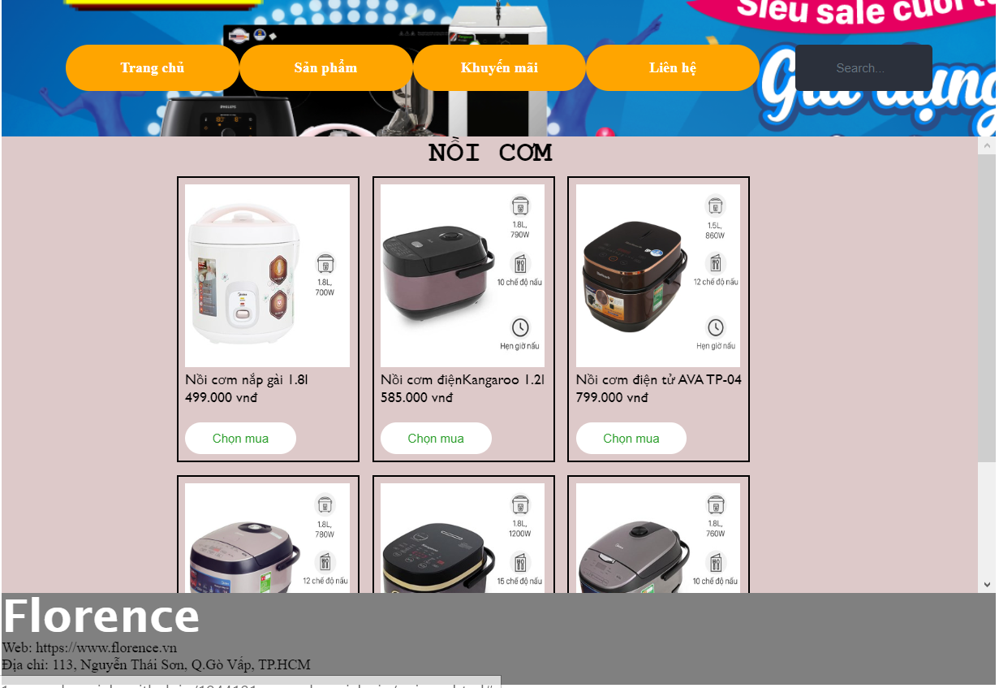 Siêu sale cuối t
Trang chủ
Sản phẩm
Khuyến mãi
Liên hệ
Search...
Gia dụng
PHILIPS
NỒI CƠM
1.8L,
700W
Nồi cơm nắp gài 1.8l
499.000 vnđ
Chọn mua
1.8L,
790W
10 chế độ nấu
Hẹn giờ nấu
Nồi cơm điệnKangaroo 1.2l
585.000 vnđ
Chọn mua
1.5L,
860W
12 chế độ nấu
Hẹn giờ nấu
Nồi cơm điện tử AVA TP-04
799.000 vnđ
Chọn mua
1.8L,
780W
12 chế độ nấu
1.8L,
1200W
15 chế độ nấu
1.8L,
760W
10 chế độ nấu
Florence
Web: https://www.florence.vn
Địa chỉ: 113, Nguyễn Thái Sơn, Q.Gò Vấp, TP.HCM